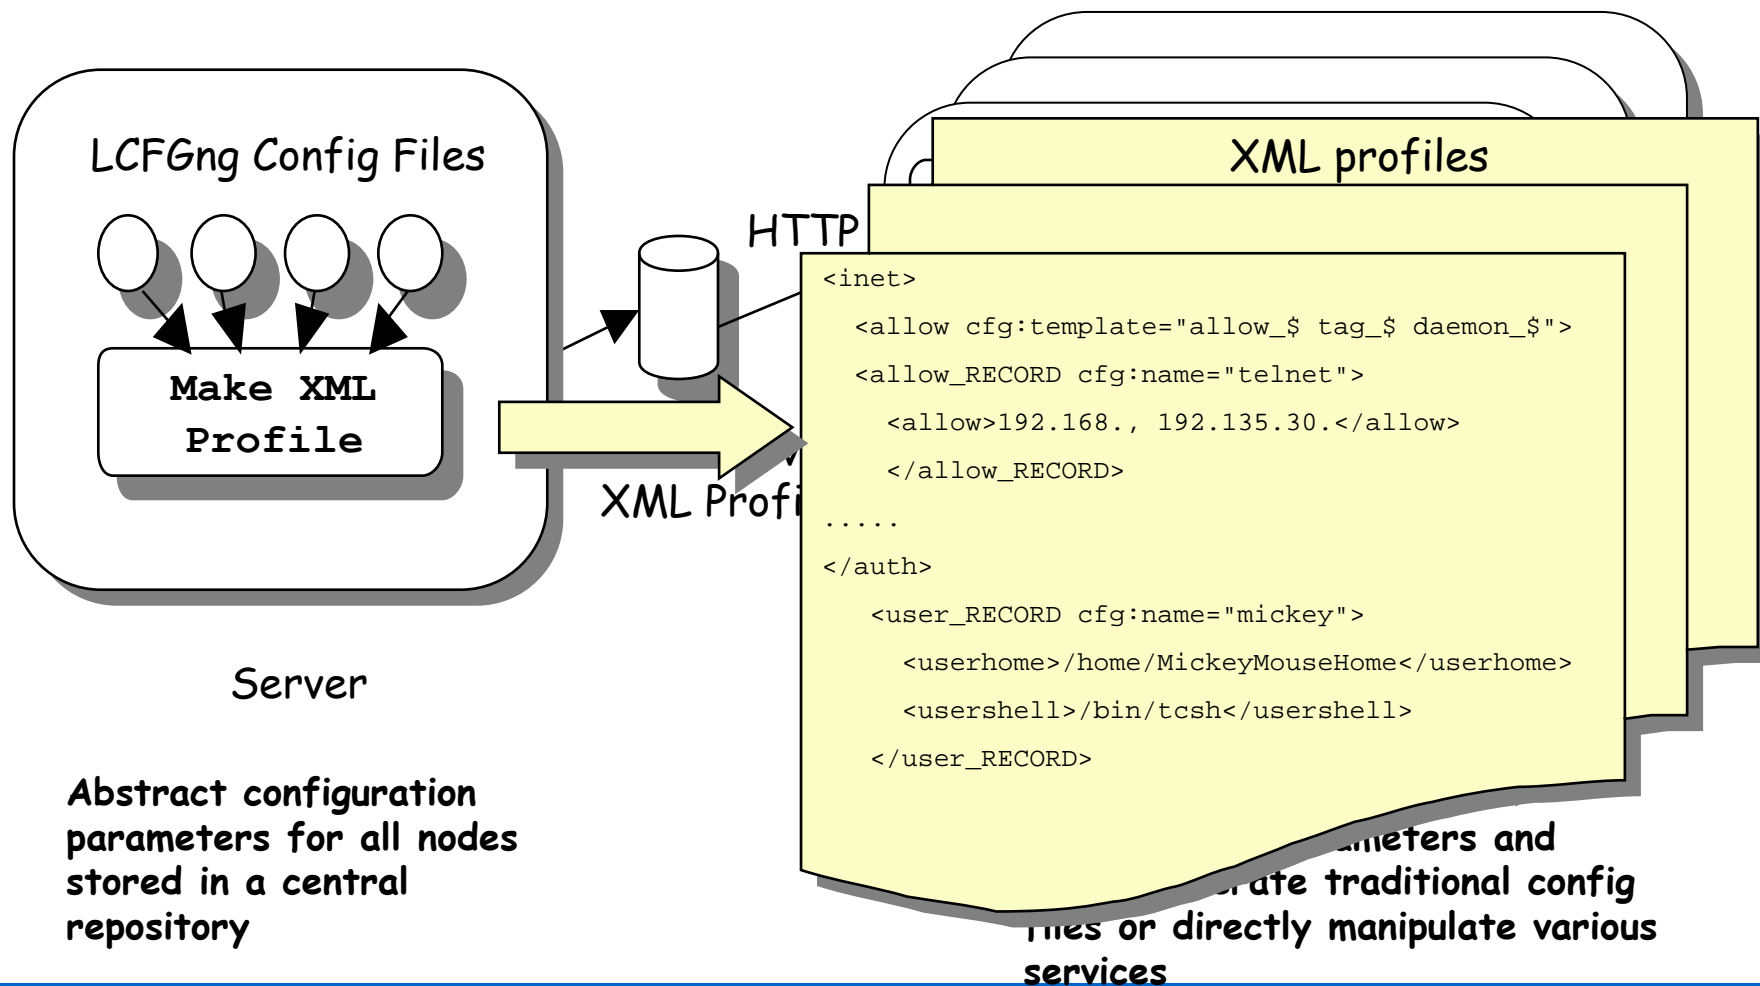 LCFGng Config Files
Make XML
Profile
Server
Abstract configuration
parameters for all nodes
stored in a central
repository
HTTP
XML
XML profiles
<inet>
<allow cfg:template="allow_$ tag_$ daemon_$">
<allow_RECORD cfg:name="telnet">
<allow>192.168., 192.135.30.</allow>
</allow_RECORD>
.....
</auth>
<user_RECORD cfg:name="mickey">
<userhome>/home/MickeyMouseHome</userhome>
<usershell>/bin/tcsh</usershell>
</user_RECORD>
and
traditional config
files or directly manipulate various
services